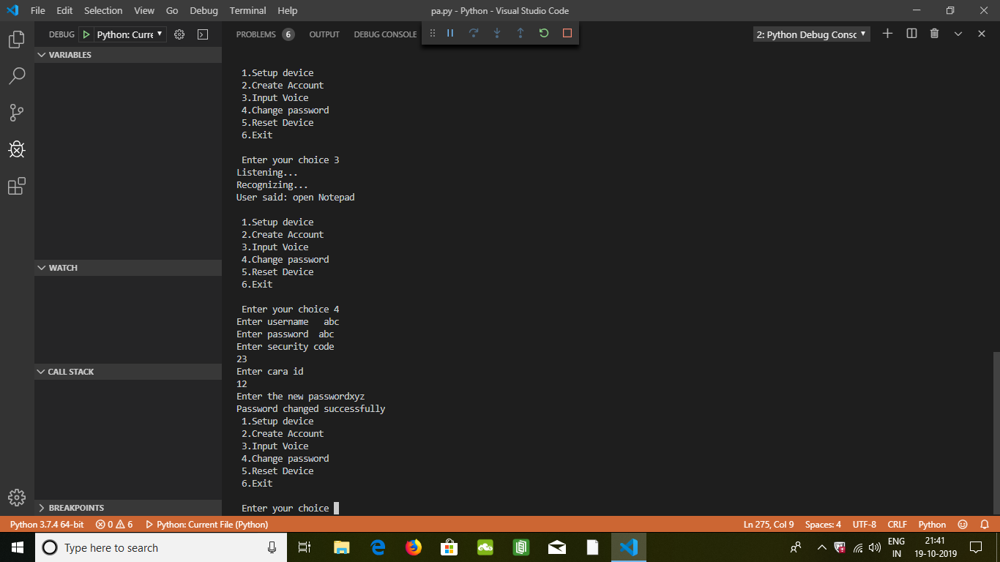 File Edit Selection View Go Debug Terminal Help
pa.py - Python - Visual Studio Code
DEBUG Python: Curre
PROBLEMS 6 OUTPUT DEBUG CONSOLE
2: Python Debug Consc
VARIABLES
WATCH
CALL STACK
BREAKPOINTS
1.Setup device
2.Create Account
3.Input Voice
4.Change password
5.Reset Device
6.Exit
Enter your choice 3
Listening...
Recognizing...
User said: open Notepad
1.Setup device
2.Create Account
3.Input Voice
4.Change password
5.Reset Device
6.Exit
Enter your choice 4
Enter username   abc
Enter password  abc
Enter security code
23
Enter cara id
12
Enter the new passwordxyz
Password changed successfully
1.Setup device
2.Create Account
3.Input Voice
4.Change password
5.Reset Device
6.Exit
Enter your choice
Python 3.7.4 64-bit 0 6 Python: Current File (Python) Ln 275, Col 9 Spaces: 4 UTF-8 CRLF Python
Type here to search
ENG
IN
21:41
19-10-2019